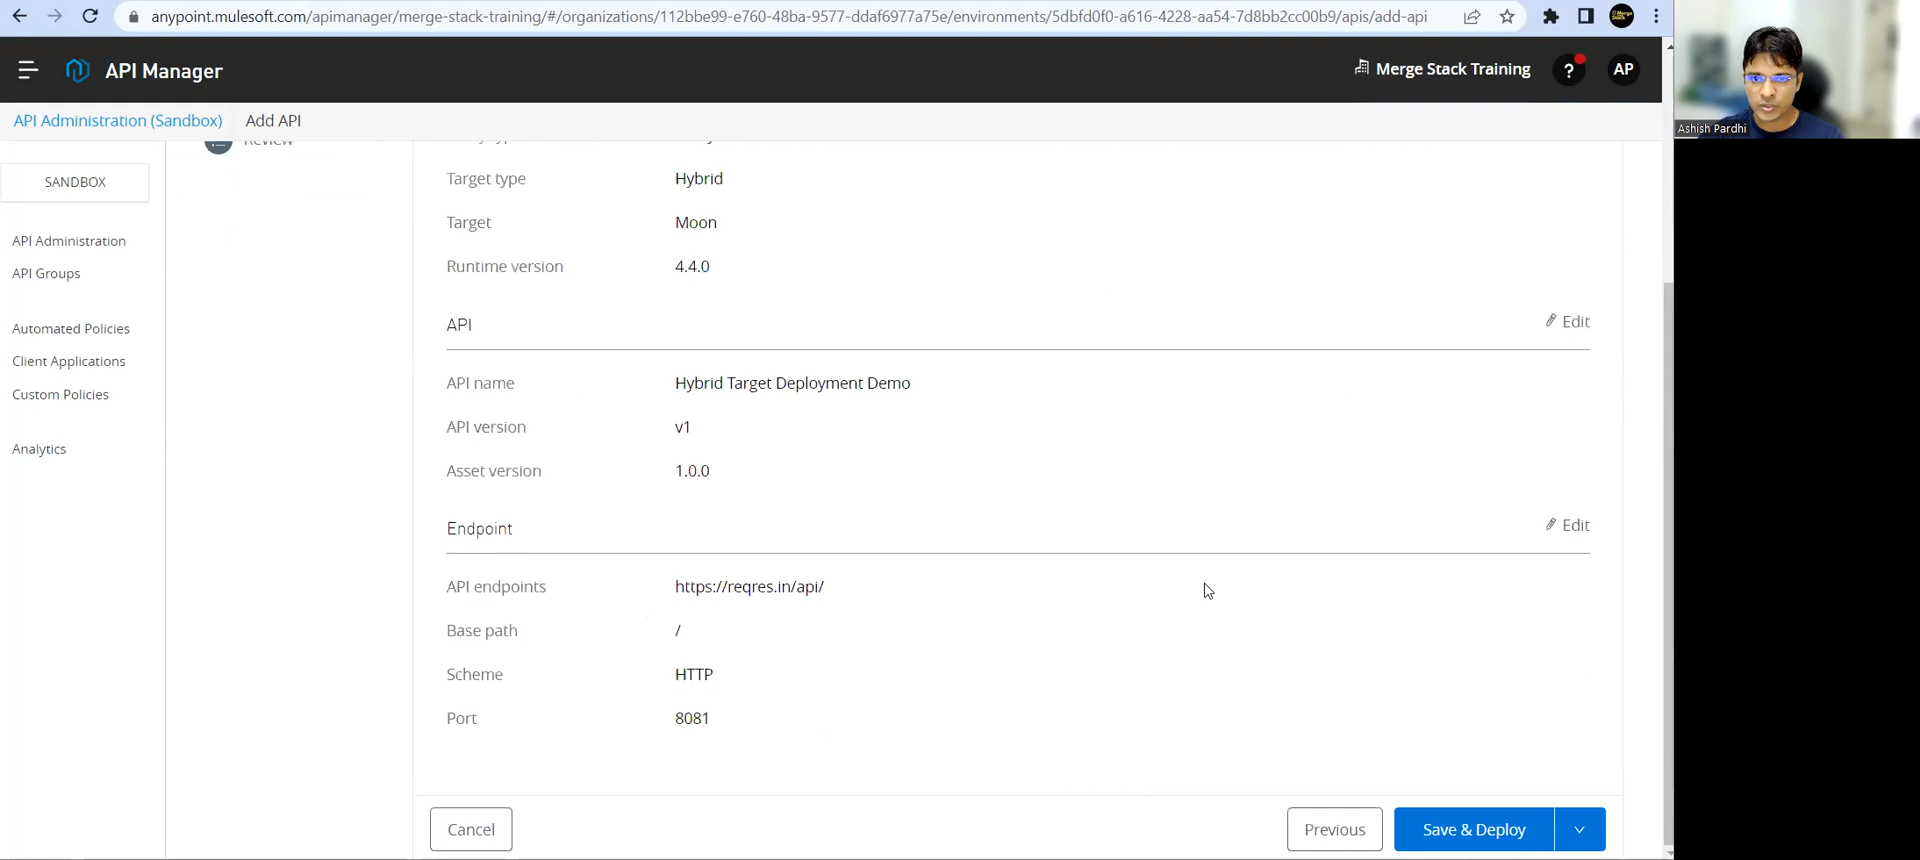 anypoint.mulesoft.com/apimanager/merge-stack-training/#/organizations/112bbe99-e760-48ba-9577-ddaf6977a75e/environments/5dbfd0f0-a616-4228-aa54-7d8bb2cc00b9/apis/add-api
API Manager
Merge Stack Training
?
AP
Ashish Pardhi
API Administration (Sandbox)
Add API
Review
SANDBOX
API Administration
API Groups
Automated Policies
Client Applications
Custom Policies
Analytics
Target type Hybrid
Target Moon
Runtime version 4.4.0
API Edit
API name Hybrid Target Deployment Demo
API version v1
Asset version 1.0.0
Endpoint Edit
API endpoints https://reqres.in/api/
Base path /
Scheme HTTP
Port 8081
Cancel
Previous
Save & Deploy